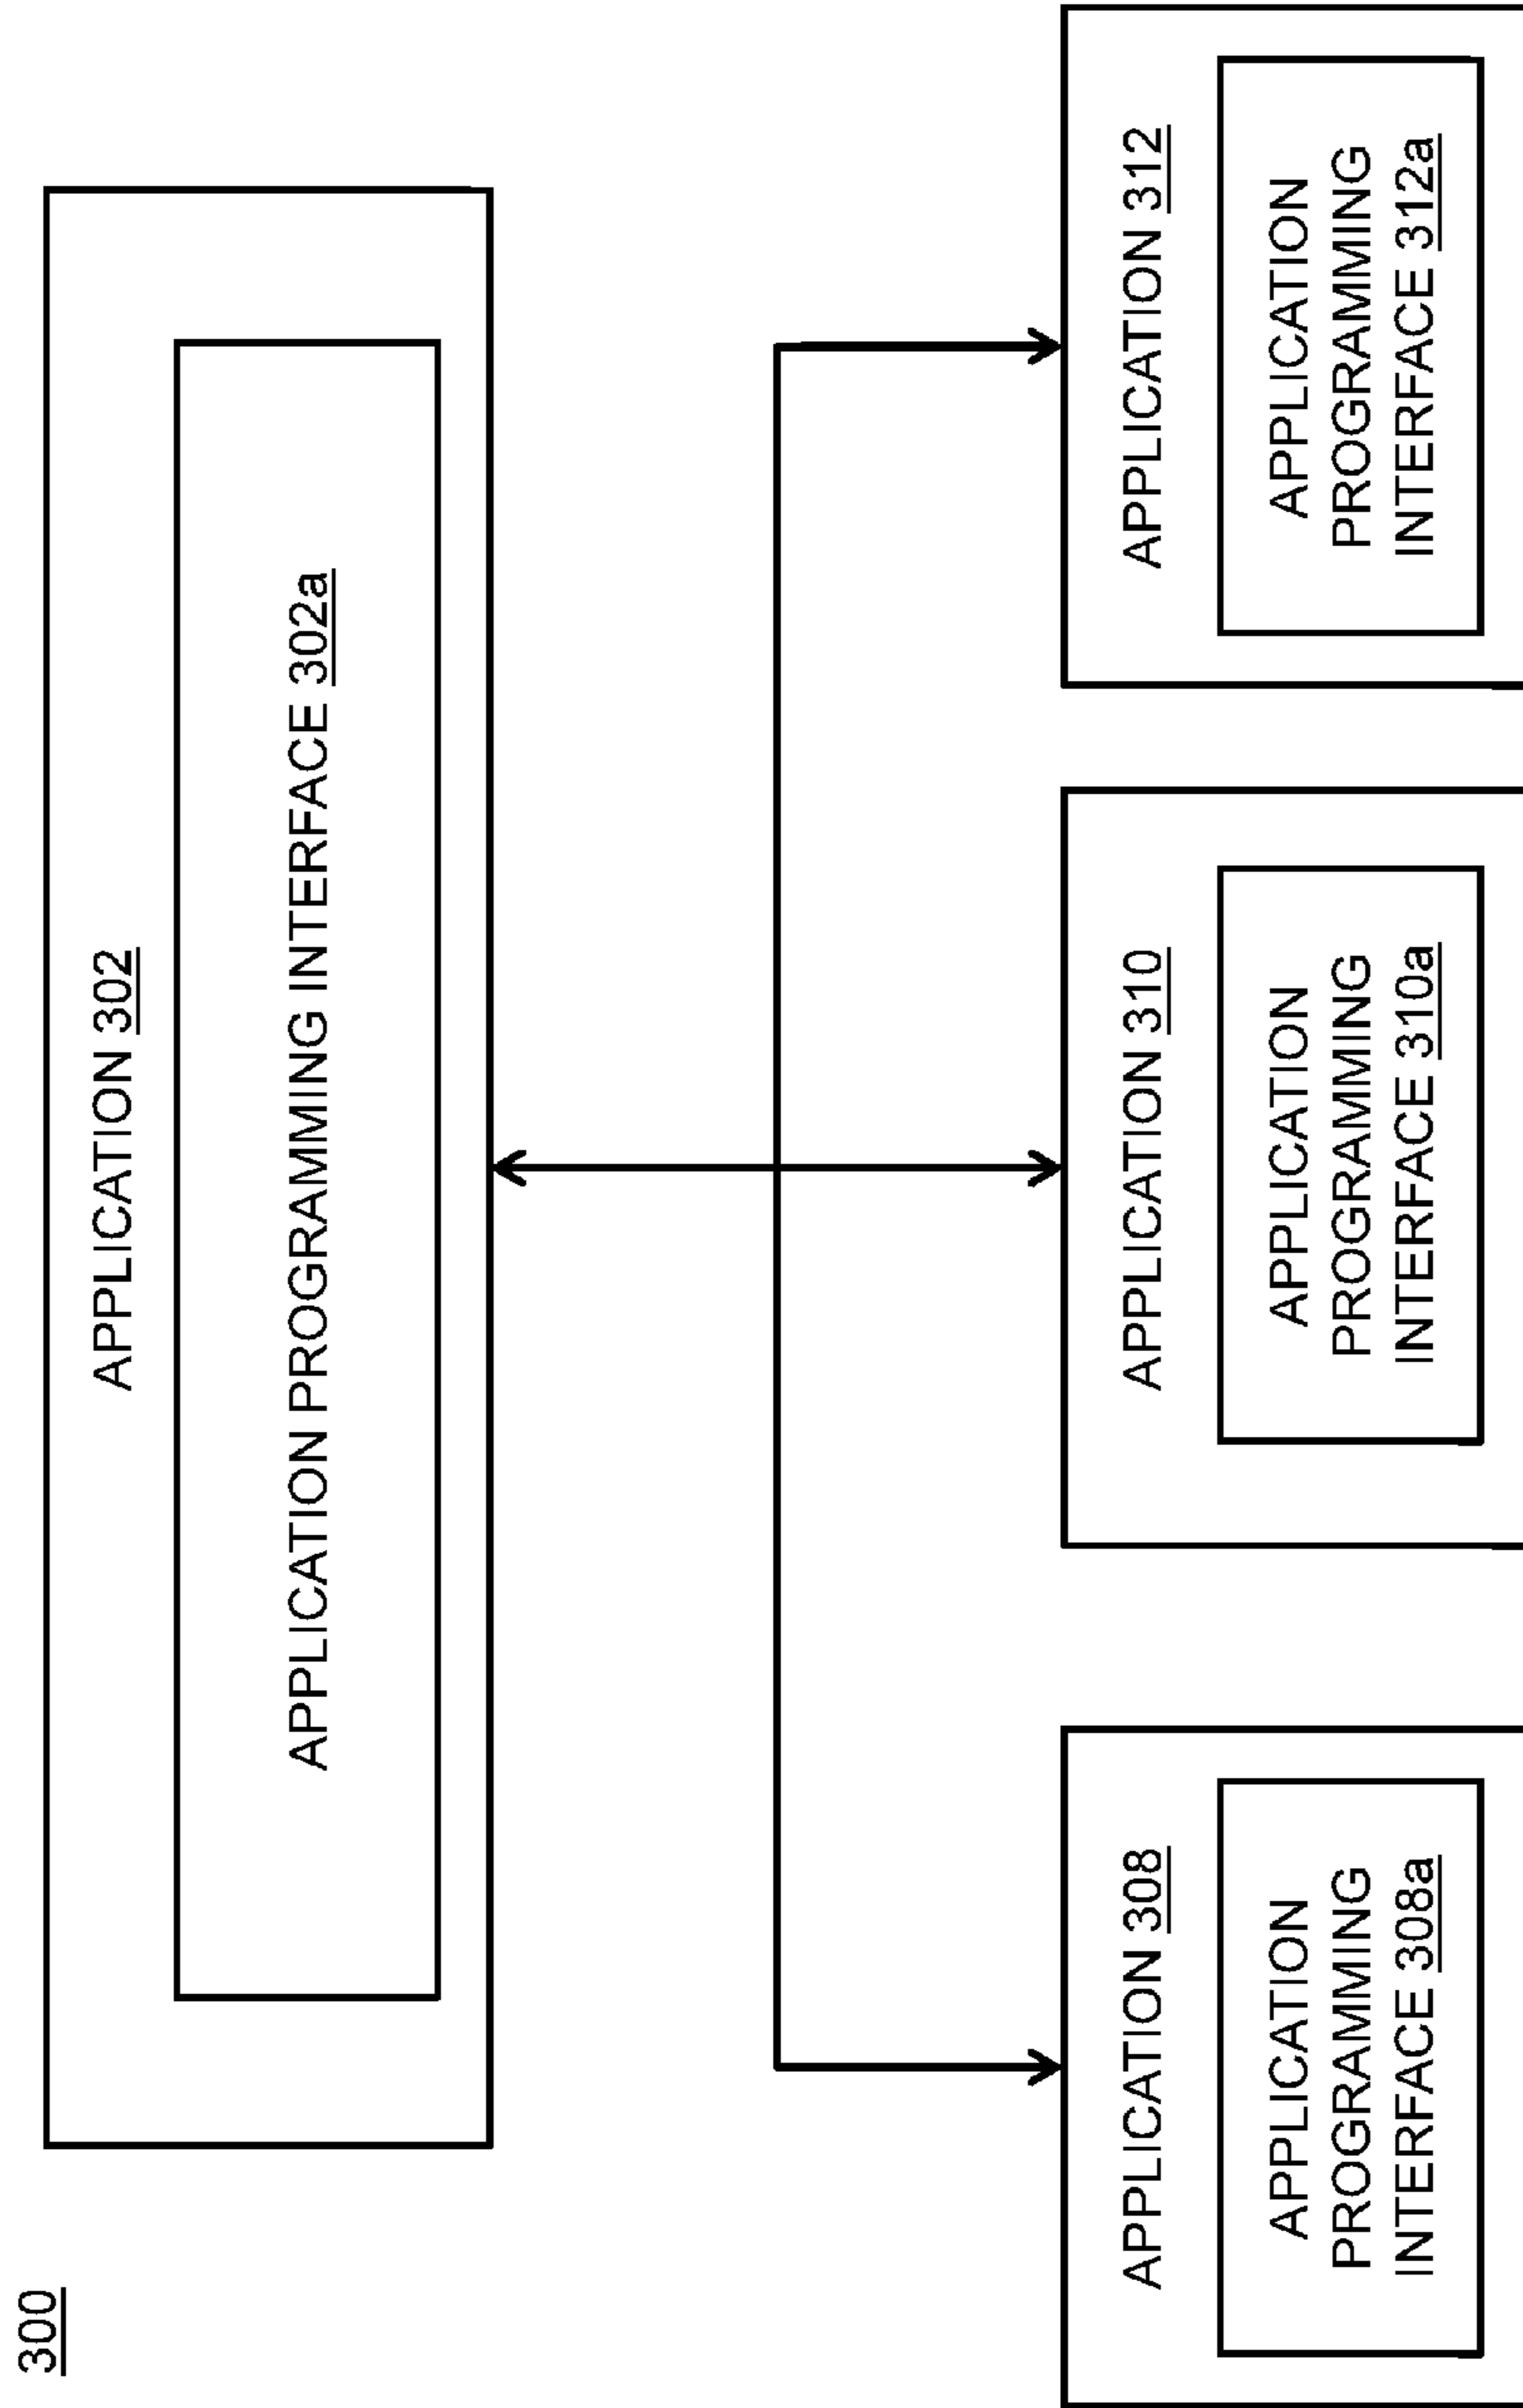 300
APPLICATION 302
APPLICATION PROGRAMMING INTERFACE 302a
APPLICATION 308
APPLICATION
PROGRAMMING
INTERFACE 308a
APPLICATION 310
APPLICATION
PROGRAMMING
INTERFACE 310a
APPLICATION 312
APPLICATION
PROGRAMMING
INTERFACE 312a